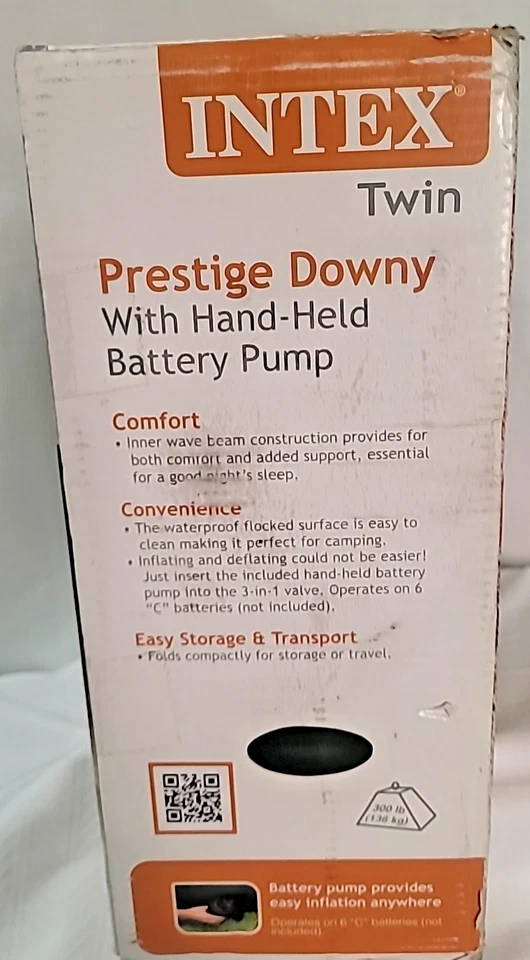 INTEX®
Twin
Prestige Downy
With Hand-Held
Battery Pump
Comfort
• Inner wave beam construction provides for
both comfort and added support, essential
for a good night's sleep.
Convenience
• The waterproof flocked surface is easy to
clean making it perfect for camping.
• Inflating and deflating could not be easier!
Just insert the included hand-held battery
pump into the 3-in-1 valve. Operates on 6
"C" batteries (not included).
Easy Storage & Transport
• Folds compactly for storage or travel.
300 lb
(136 kg)
Battery pump provides
easy inflation anywhere
Operates on 6 "C" batteries (not
included)